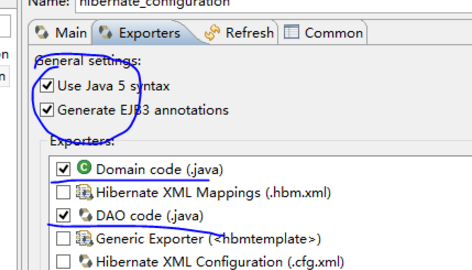 Name: hibernate_configuration
Main Exporters Refresh Common
General settings:
Use Java 5 syntax
Generate EJB3 annotations
Exporters:
Domain code (.java)
Hibernate XML Mappings (.hbm.xml)
DAO code (.java)
Generic Exporter (<hbmtemplate>)
Hibernate XML Configuration (.cfg.xml)